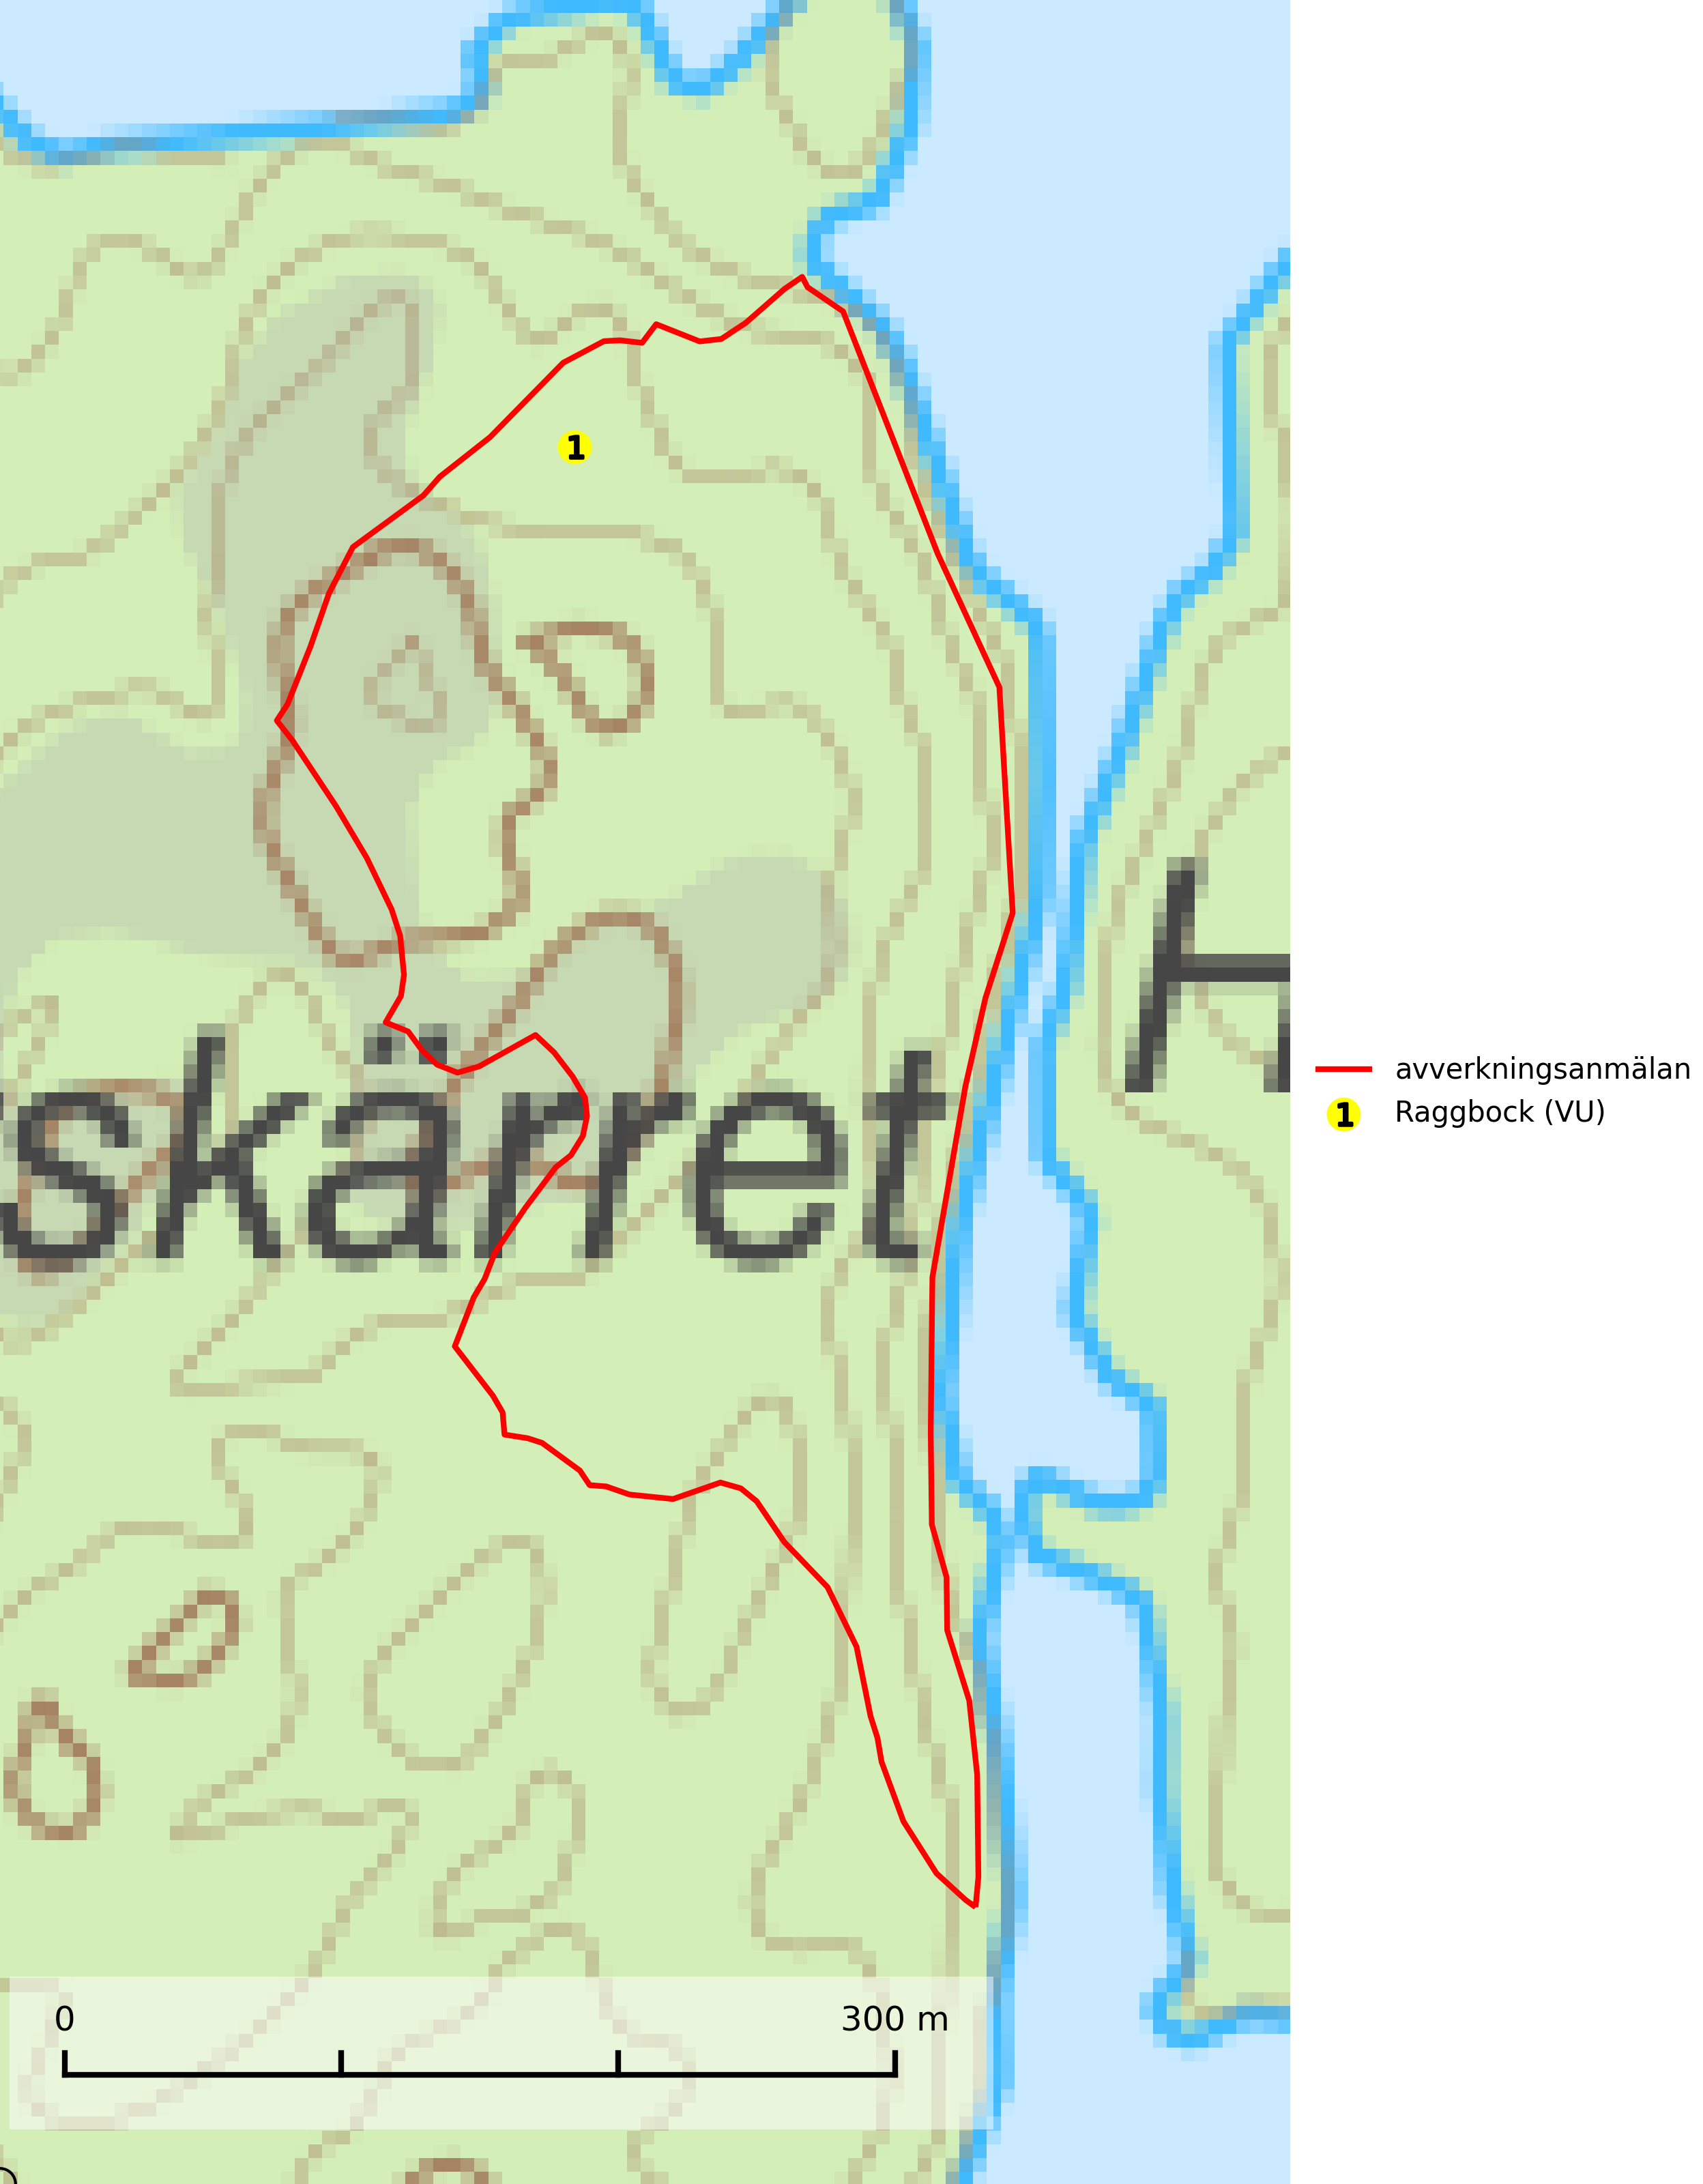 1
skärret
avverkningsanmälan
1 Raggbock (VU)
0 300 m